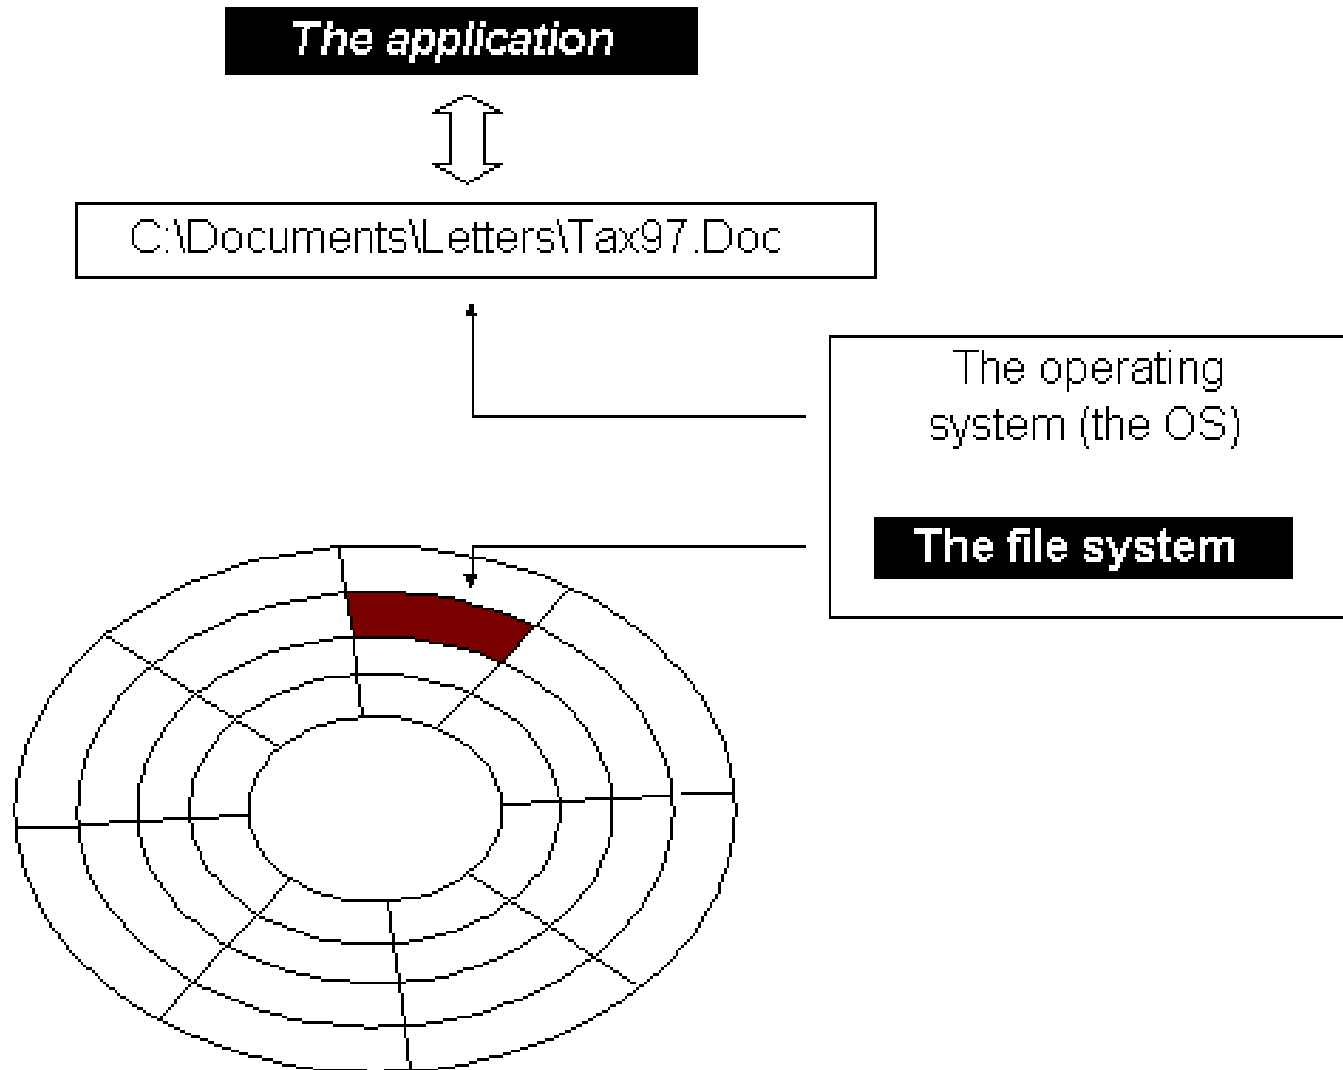 The application
C:\Documents\Letters\Tax97.Doc
The operating
system (the OS)
The file system